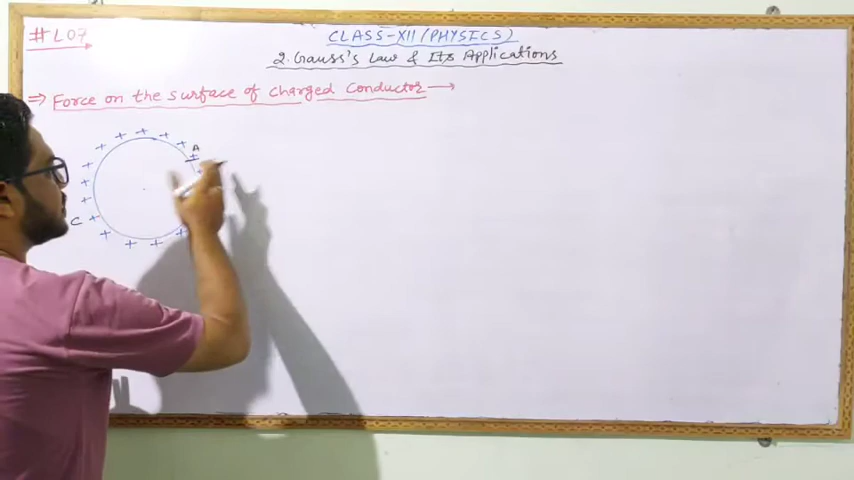 #L07
CLASS-XII (PHYSICS)
2. Gauss's Law & Its Applications
⇒ Force on the surface of charged conductor →
+ + + + + A
+ +
+
+
+
C +
+ + + +